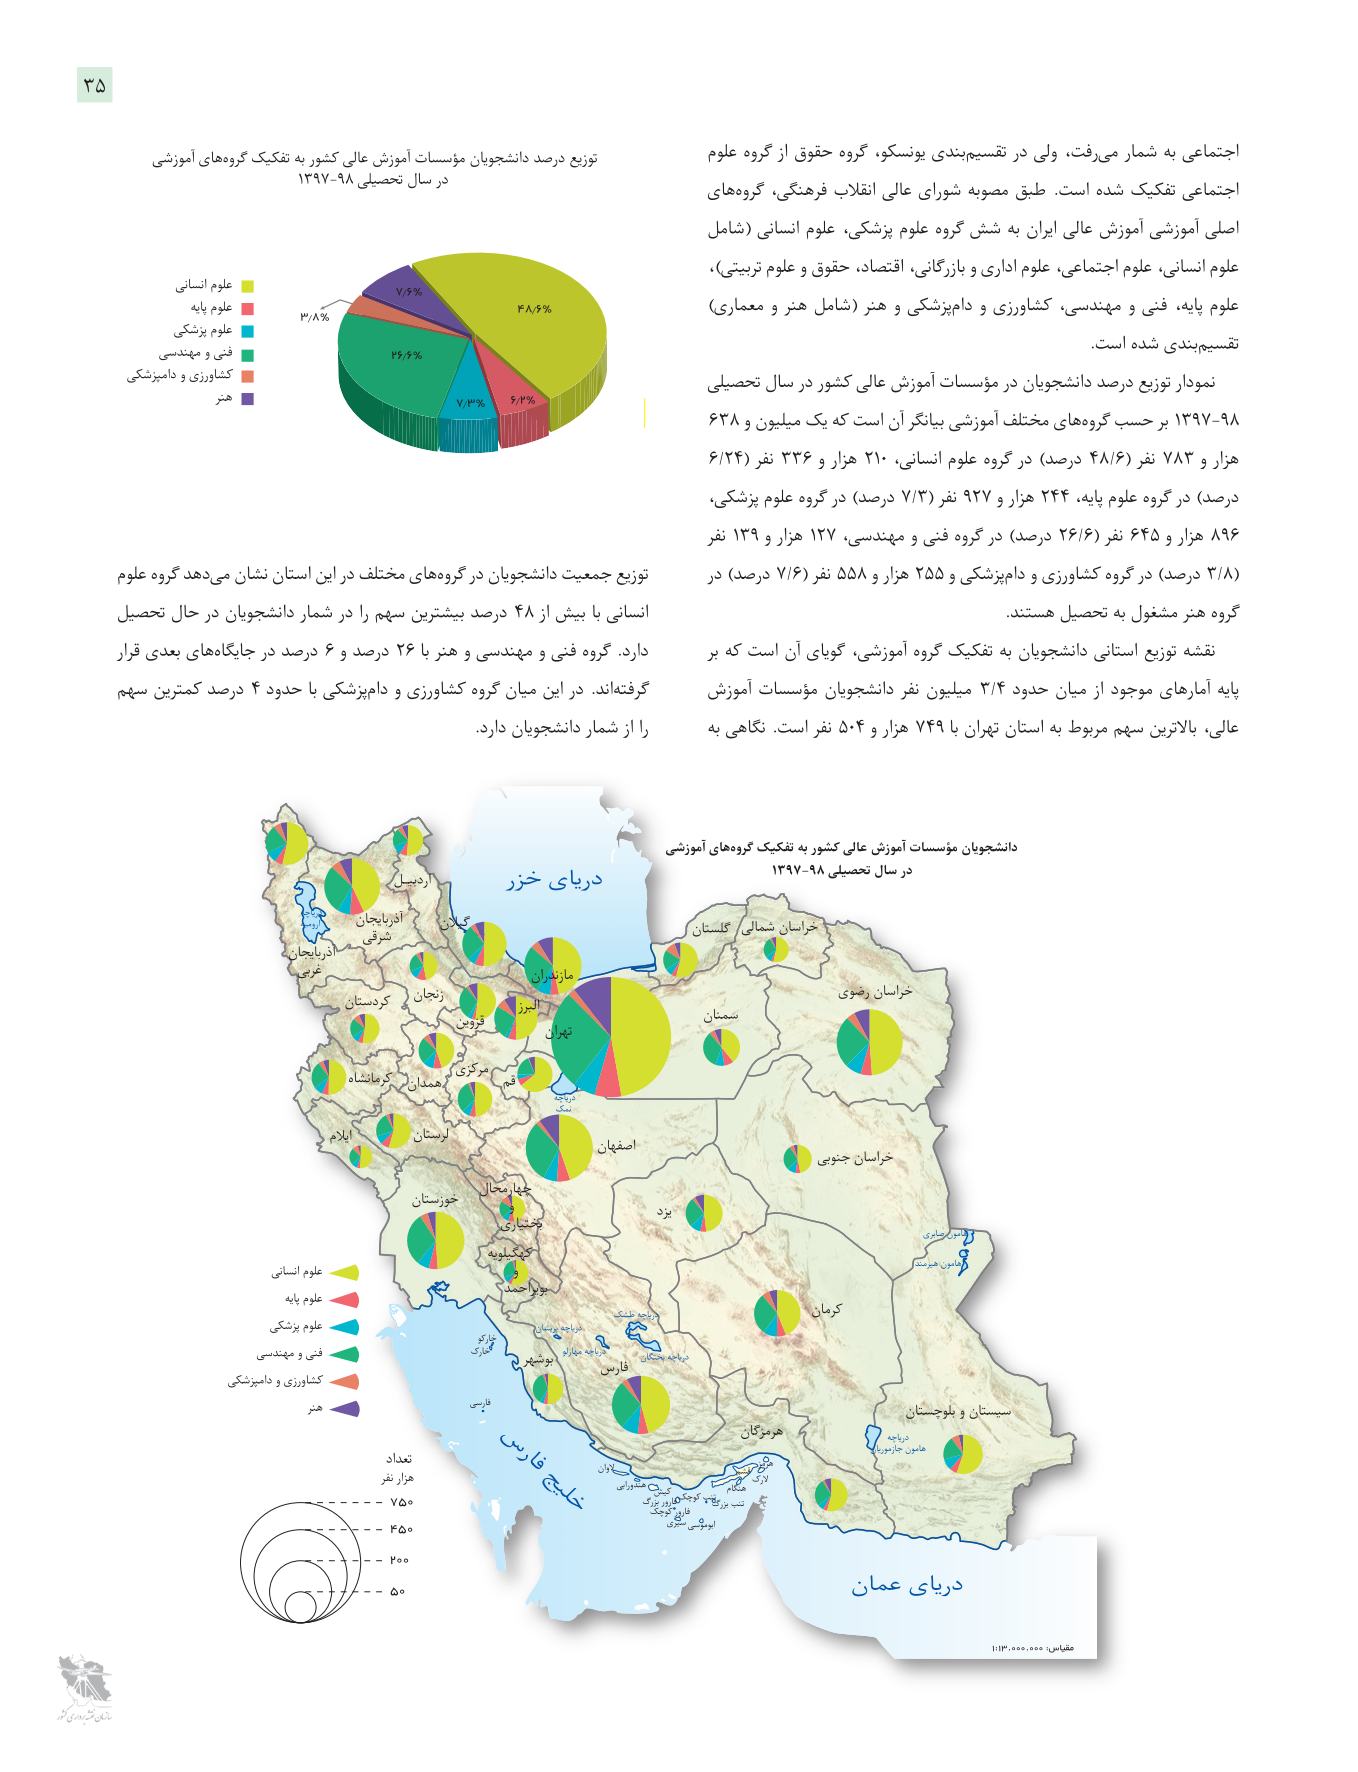 ۳۵
اجتماعی به شمار می‌رفت، ولی در تقسیم‌بندی یونسکو، گروه حقوق از گروه علوم
اجتماعی تفکیک شده است. طبق مصوبه شورای عالی انقلاب فرهنگی، گروه‌های
اصلی آموزشی آموزش عالی ایران به شش گروه علوم پزشکی، علوم انسانی (شامل
علوم انسانی، علوم اجتماعی، علوم اداری و بازرگانی، اقتصاد، حقوق و علوم تربیتی)،
علوم پایه، فنی و مهندسی، کشاورزی و دام‌پزشکی و هنر (شامل هنر و معماری)
تقسیم‌بندی شده است.
نمودار توزیع درصد دانشجویان در مؤسسات آموزش عالی کشور در سال تحصیلی
۱۳۹۷-۹۸ بر حسب گروه‌های مختلف آموزشی بیانگر آن است که یک میلیون و ۶۳۸
هزار و ۷۸۳ نفر (۴۸/۶ درصد) در گروه علوم انسانی، ۲۱۰ هزار و ۳۳۶ نفر (۶/۲۴
درصد) در گروه علوم پایه، ۲۴۴ هزار و ۹۲۷ نفر (۷/۳ درصد) در گروه علوم پزشکی،
۸۹۶ هزار و ۶۴۵ نفر (۲۶/۶ درصد) در گروه فنی و مهندسی، ۱۲۷ هزار و ۱۳۹ نفر
(۳/۸ درصد) در گروه کشاورزی و دام‌پزشکی و ۲۵۵ هزار و ۵۵۸ نفر (۷/۶ درصد) در
گروه هنر مشغول به تحصیل هستند.
نقشه توزیع استانی دانشجویان به تفکیک گروه آموزشی، گویای آن است که بر
پایه آمارهای موجود از میان حدود ۳/۴ میلیون نفر دانشجویان مؤسسات آموزش
عالی، بالاترین سهم مربوط به استان تهران با ۷۴۹ هزار و ۵۰۴ نفر است. نگاهی به
توزیع درصد دانشجویان مؤسسات آموزش عالی کشور به تفکیک گروه‌های آموزشی
در سال تحصیلی ۹۸-۱۳۹۷
علوم انسانی
علوم پایه
علوم پزشکی
فنی و مهندسی
کشاورزی و دامپزشکی
هنر
۴۸/۶%
۷/۶%
۳/۸%
۲۶/۶%
۷/۳%
۶/۲%
توزیع جمعیت دانشجویان در گروه‌های مختلف در این استان نشان می‌دهد گروه علوم
انسانی با بیش از ۴۸ درصد بیشترین سهم را در شمار دانشجویان در حال تحصیل
دارد. گروه فنی و مهندسی و هنر با ۲۶ درصد و ۶ درصد در جایگاه‌های بعدی قرار
گرفته‌اند. در این میان گروه کشاورزی و دام‌پزشکی با حدود ۴ درصد کمترین سهم
را از شمار دانشجویان دارد.
دانشجویان مؤسسات آموزش عالی کشور به تفکیک گروه‌های آموزشی
در سال تحصیلی ۹۸-۱۳۹۷
دریای خزر
اردبیل
آذربایجان
شرقی
دریاچه
ارومیه
آذربایجان
غربی
گیلان
مازندران
گلستان
خراسان شمالی
خراسان رضوی
زنجان
کردستان
قزوین
البرز
تهران
سمنان
کرمانشاه
همدان
مرکزی
قم
دریاچه
نمک
ایلام
لرستان
اصفهان
خراسان جنوبی
خوزستان
چهارمحال
و
بختیاری
یزد
کهگیلویه
و
بویراحمد
هامون صابری
هامون هیرمند
کرمان
دریاچه طشک
دریاچه پریشان
دریاچه مهارلو
دریاچه بختگان
فارس
بوشهر
خارکو
خارک
فارسی
سیستان و بلوچستان
دریاچه
هامون جازموریان
هرمزگان
خلیج فارس
لاوان
هندورابی
کیش
فارور بزرگ
فارور کوچک
سیری
تنب کوچک
تنب بزرگ
ابوموسی
هنگام
قشم
هرمز
لارک
دریای عمان
علوم انسانی
علوم پایه
علوم پزشکی
فنی و مهندسی
کشاورزی و دامپزشکی
هنر
تعداد
هزار نفر
۷۵۰
۴۵۰
۲۰۰
۵۰
مقیاس: ۱:۱۳.۰۰۰.۰۰۰
سازمان نقشه‌برداری کشور